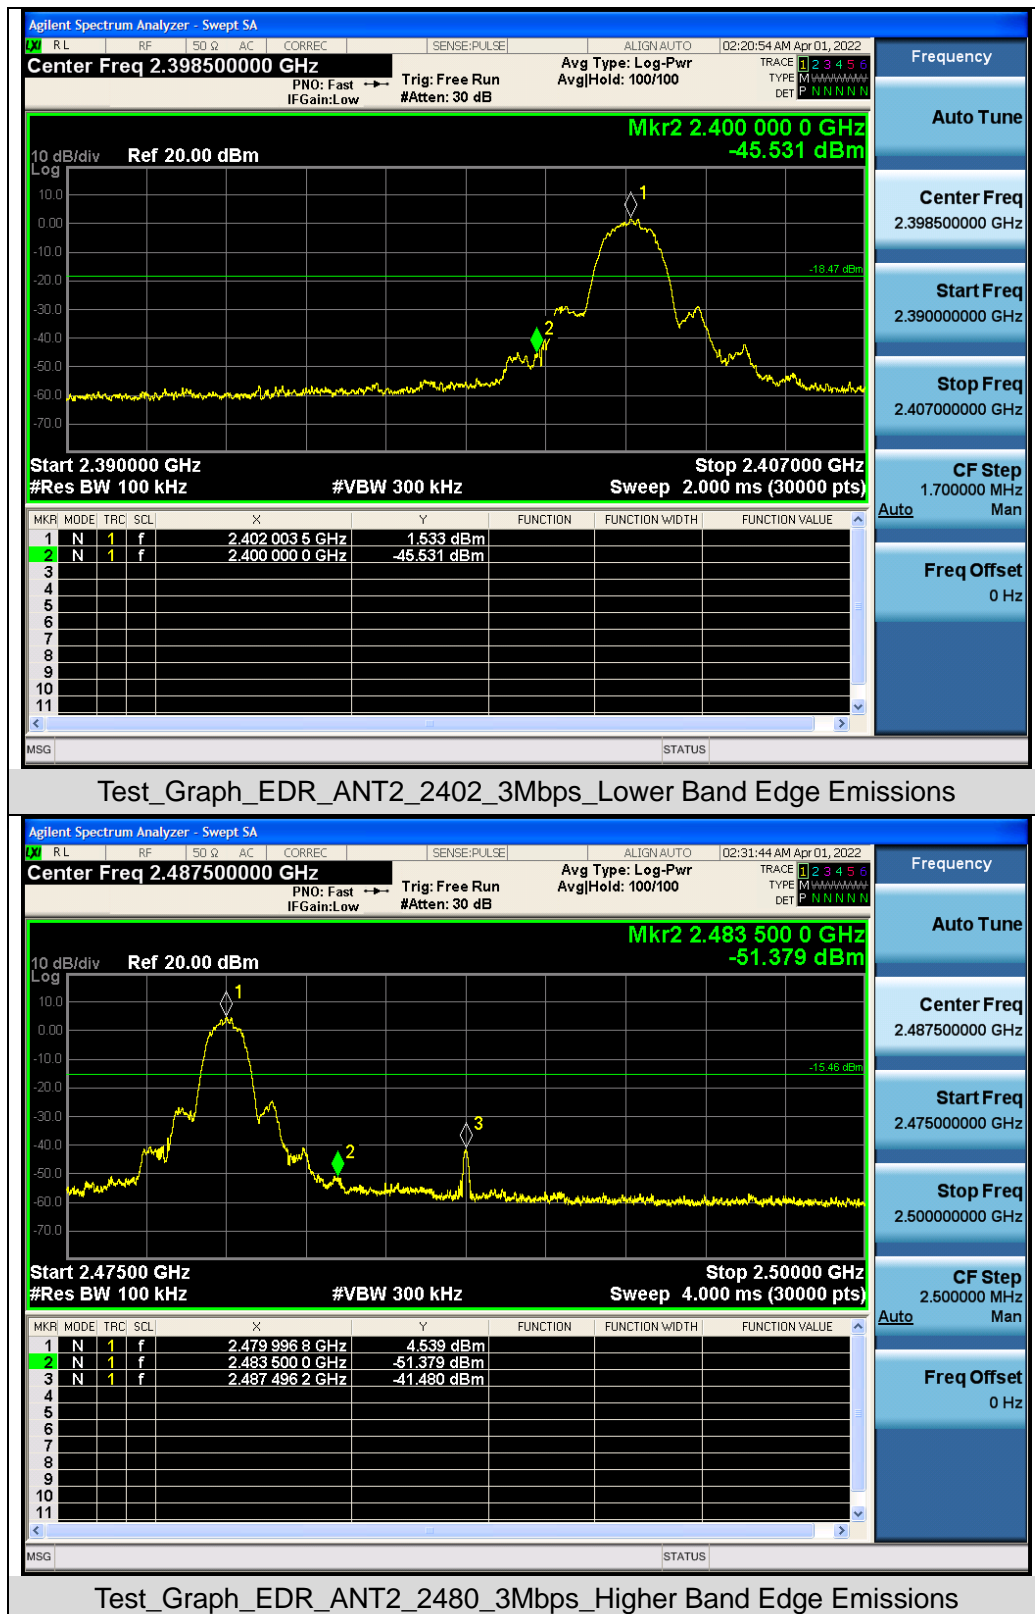 Agilent Spectrum Analyzer - Swept SA
LXI RL RF 50 Ω AC CORREC SENSE:PULSE ALIGN AUTO 02:20:54 AM Apr 01, 2022
Center Freq 2.398500000 GHz
PNO: Fast
IFGain:Low
Trig: Free Run
#Atten: 30 dB
Avg Type: Log-Pwr
Avg|Hold: 100/100
TRACE 1 2 3 4 5 6
TYPE M
DET P N N N N N
Mkr2 2.400 000 0 GHz
-45.531 dBm
10 dB/div Ref 20.00 dBm
Log
10.0
0.00
-10.0
-20.0
-30.0
-40.0
-50.0
-60.0
-70.0
1
2
-18.47 dBm
Start 2.390000 GHz Stop 2.407000 GHz
#Res BW 100 kHz #VBW 300 kHz Sweep 2.000 ms (30000 pts)
MKR MODE TRC SCL X Y FUNCTION FUNCTION WIDTH FUNCTION VALUE
1 N 1 f 2.402 003 5 GHz 1.533 dBm
2 N 1 f 2.400 000 0 GHz -45.531 dBm
3
4
5
6
7
8
9
10
11
MSG STATUS
Frequency
Auto Tune
Center Freq
2.398500000 GHz
Start Freq
2.390000000 GHz
Stop Freq
2.407000000 GHz
CF Step
1.700000 MHz
Auto Man
Freq Offset
0 Hz
Test_Graph_EDR_ANT2_2402_3Mbps_Lower Band Edge Emissions
Agilent Spectrum Analyzer - Swept SA
LXI RL RF 50 Ω AC CORREC SENSE:PULSE ALIGN AUTO 02:31:44 AM Apr 01, 2022
Center Freq 2.487500000 GHz
PNO: Fast
IFGain:Low
Trig: Free Run
#Atten: 30 dB
Avg Type: Log-Pwr
Avg|Hold: 100/100
TRACE 1 2 3 4 5 6
TYPE M
DET P N N N N N
Mkr2 2.483 500 0 GHz
-51.379 dBm
10 dB/div Ref 20.00 dBm
Log
10.0
0.00
-10.0
-20.0
-30.0
-40.0
-50.0
-60.0
-70.0
1
2
3
-15.46 dBm
Start 2.47500 GHz Stop 2.50000 GHz
#Res BW 100 kHz #VBW 300 kHz Sweep 4.000 ms (30000 pts)
MKR MODE TRC SCL X Y FUNCTION FUNCTION WIDTH FUNCTION VALUE
1 N 1 f 2.479 996 8 GHz 4.539 dBm
2 N 1 f 2.483 500 0 GHz -51.379 dBm
3 N 1 f 2.487 496 2 GHz -41.480 dBm
4
5
6
7
8
9
10
11
MSG STATUS
Frequency
Auto Tune
Center Freq
2.487500000 GHz
Start Freq
2.475000000 GHz
Stop Freq
2.500000000 GHz
CF Step
2.500000 MHz
Auto Man
Freq Offset
0 Hz
Test_Graph_EDR_ANT2_2480_3Mbps_Higher Band Edge Emissions